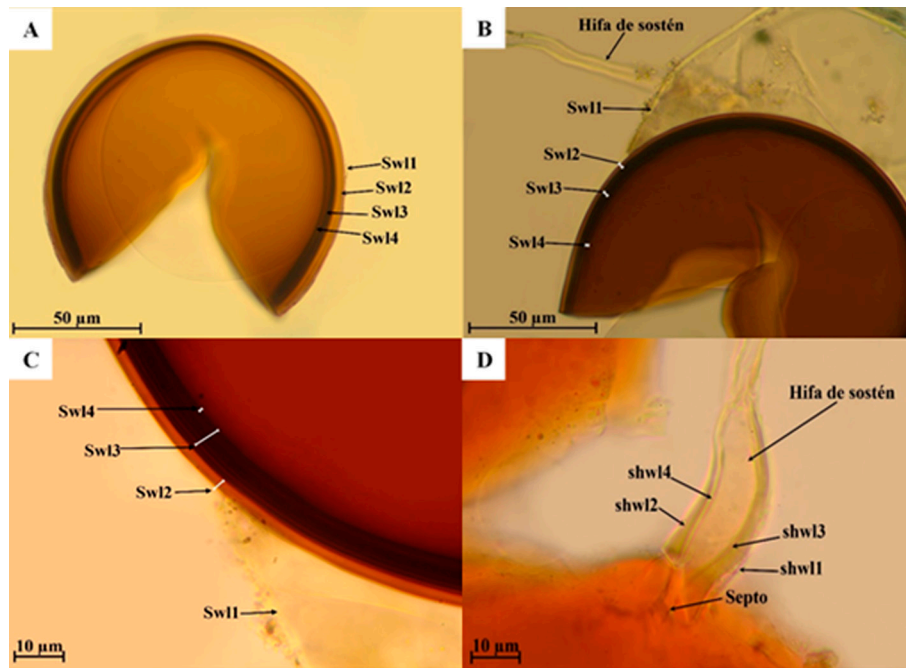 A
Swl1
Swl2
Swl3
Swl4
50 µm
B
Hifa de sostén
Swl1
Swl2
Swl3
Swl4
50 µm
C
Swl4
Swl3
Swl2
Swl1
10 µm
D
Hifa de sostén
shwl4
shwl2
shwl3
shwl1
Septo
10 µm